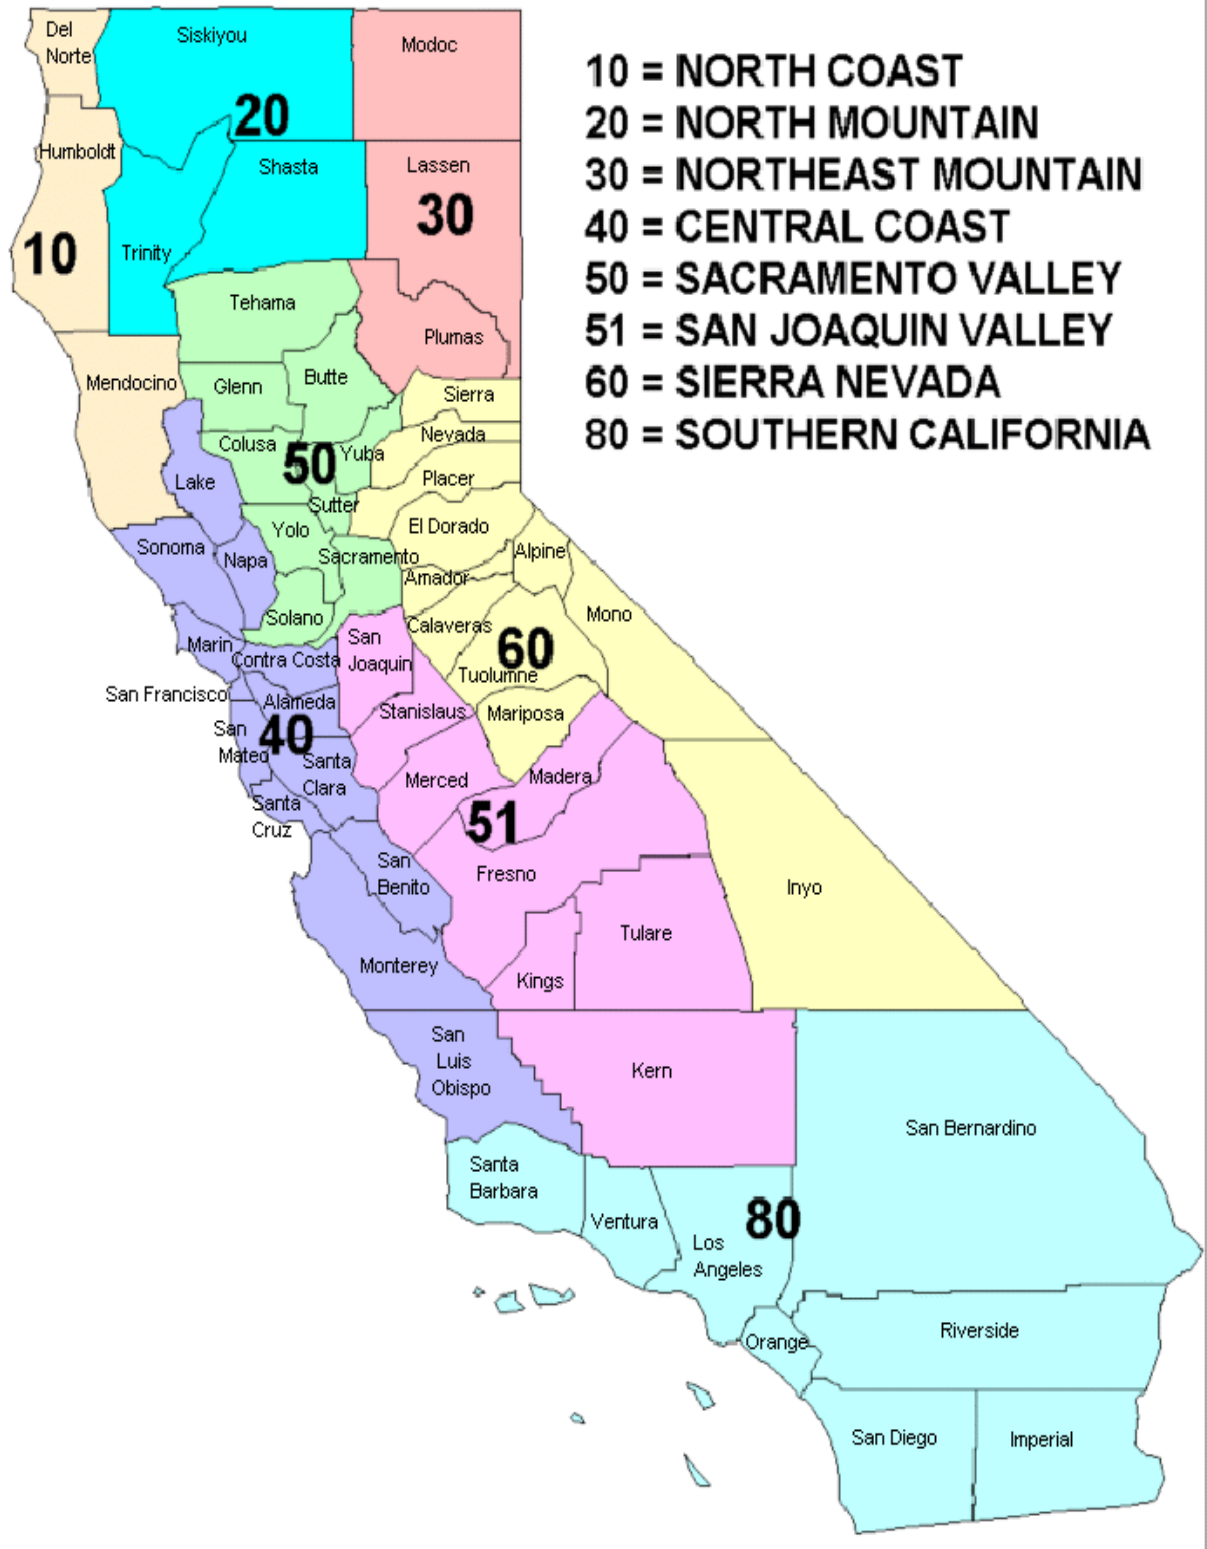 Del
Norte
Siskiyou
Modoc
10 = NORTH COAST
20 = NORTH MOUNTAIN
30 = NORTHEAST MOUNTAIN
40 = CENTRAL COAST
50 = SACRAMENTO VALLEY
51 = SAN JOAQUIN VALLEY
60 = SIERRA NEVADA
80 = SOUTHERN CALIFORNIA
20
Humboldt
Shasta
Lassen
30
10
Trinity
Tehama
Plumas
Mendocino
Glenn
Butte
Sierra
Colusa
Nevada
50
Yuba
Lake
Placer
Sutter
Yolo
El Dorado
Sonoma
Napa
Sacramento
Alpine
Amador
Solano
Mono
Calaveras
60
Marin
San
Joaquin
Contra Costa
Tuolumne
San Francisco
Alameda
Stanislaus
Mariposa
40
San
Mateo
Santa
Clara
Merced
Madera
Santa
Cruz
51
San
Benito
Fresno
Inyo
Tulare
Monterey
Kings
San
Luis
Obispo
Kern
San Bernardino
Santa
Barbara
Ventura
80
Los
Angeles
Orange
Riverside
San Diego
Imperial